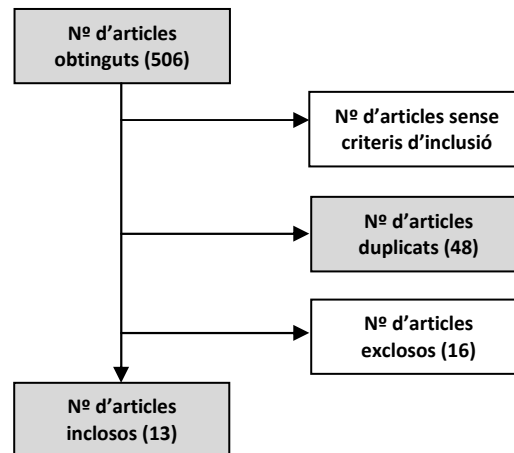 Nº d’articles
obtinguts (506)
Nº d’articles sense
criteris d’inclusió
Nº d’articles
duplicats (48)
Nº d’articles
exclosos (16)
Nº d’articles
inclosos (13)